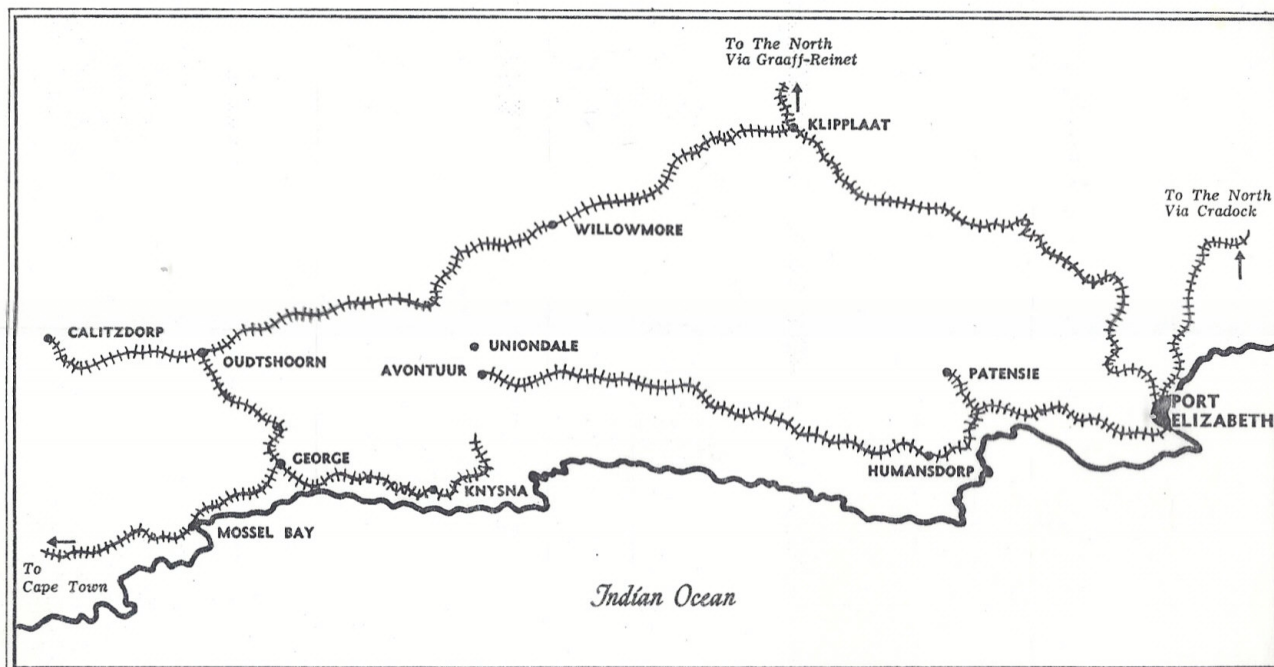 To The North
Via Graaff-Reinet
KLIPPLAAT
To The North
Via Cradock
WILLOWMORE
CALITZDORP
OUDTSHOORN
UNIONDALE
AVONTUUR
PATENSIE
PORT
ELIZABETH
GEORGE
HUMANSDORP
KNYSNA
MOSSEL BAY
To
Cape Town
Indian Ocean